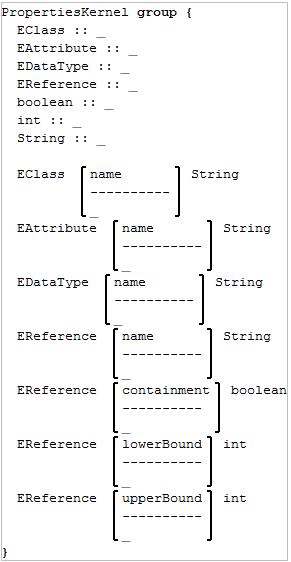 PropertiesKernel group {
EClass :: _
EAttribute :: _
EDataType :: _
EReference :: _
boolean :: _
int :: _
String :: _
EClass name String
----------
_
EAttribute name String
----------
_
EDataType name String
----------
_
EReference name String
----------
_
EReference containment boolean
----------
_
EReference lowerBound int
----------
_
EReference upperBound int
----------
_
}